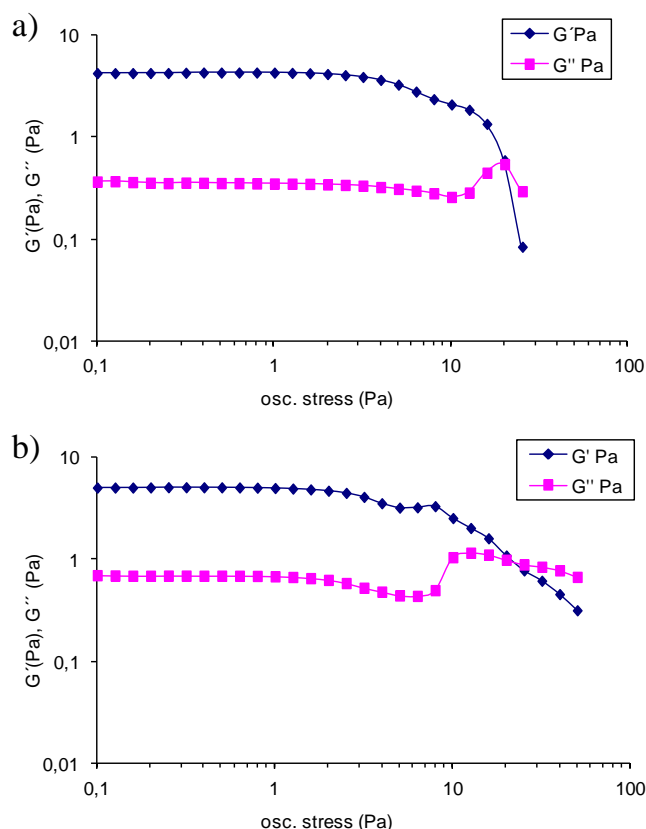 a)
10
1
0,1
0,01
G´(Pa), G´´ (Pa)
G´Pa
G'' Pa
0,1
1
10
100
osc. stress (Pa)
b)
10
1
0,1
0,01
G´(Pa), G´´ (Pa)
G' Pa
G'' Pa
0,1
1
10
100
osc. stress (Pa)